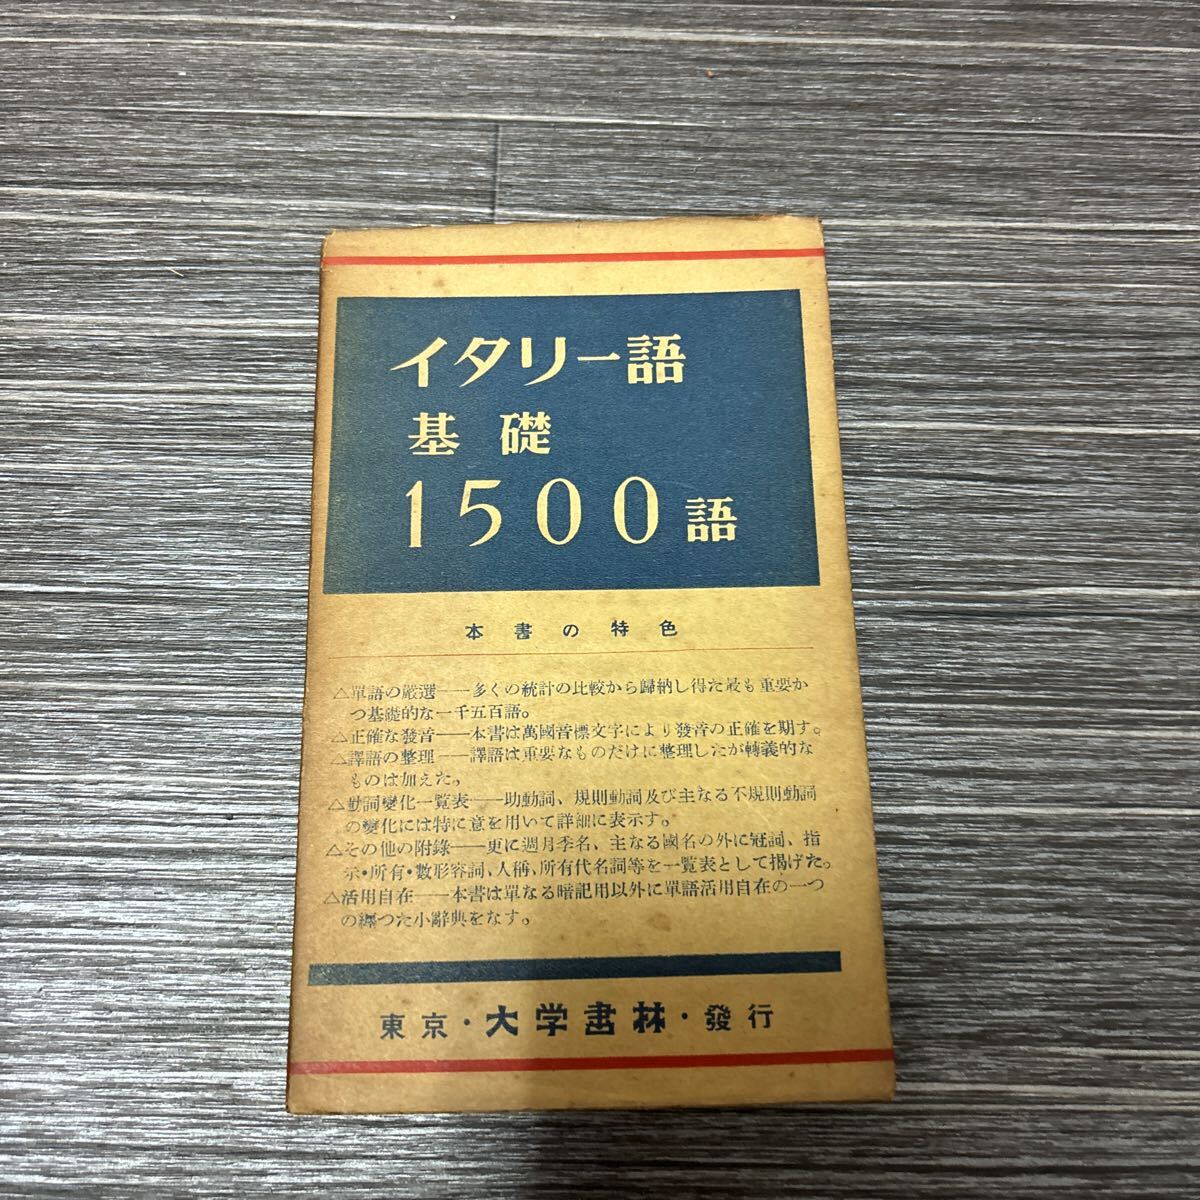 イタリー語
基礎
1500語
本書の特色
△單語の嚴選――多くの統計の比較から歸納し得た最も重要か
つ基礎的な一千五百語。
△正確な發音――本書は萬國音標文字により發音の正確を期す。
△譯語の整理――譯語は重要なものだけに整理したが轉義的な
ものは加えた。
△動詞變化一覧表――助動詞、規則動詞及び主なる不規則動詞
の變化には特に意を用いて詳細に表示す。
△その他の附錄――更に週月季名、主なる國名の外に冠詞、指
示・所有・數形容詞、人稱、所有代名詞等を一覧表として揭げた。
△活用自在――本書は單なる暗記用以外に單語活用自在の一つ
の纒つた小辭典をなす。
東京・大学書林・發行